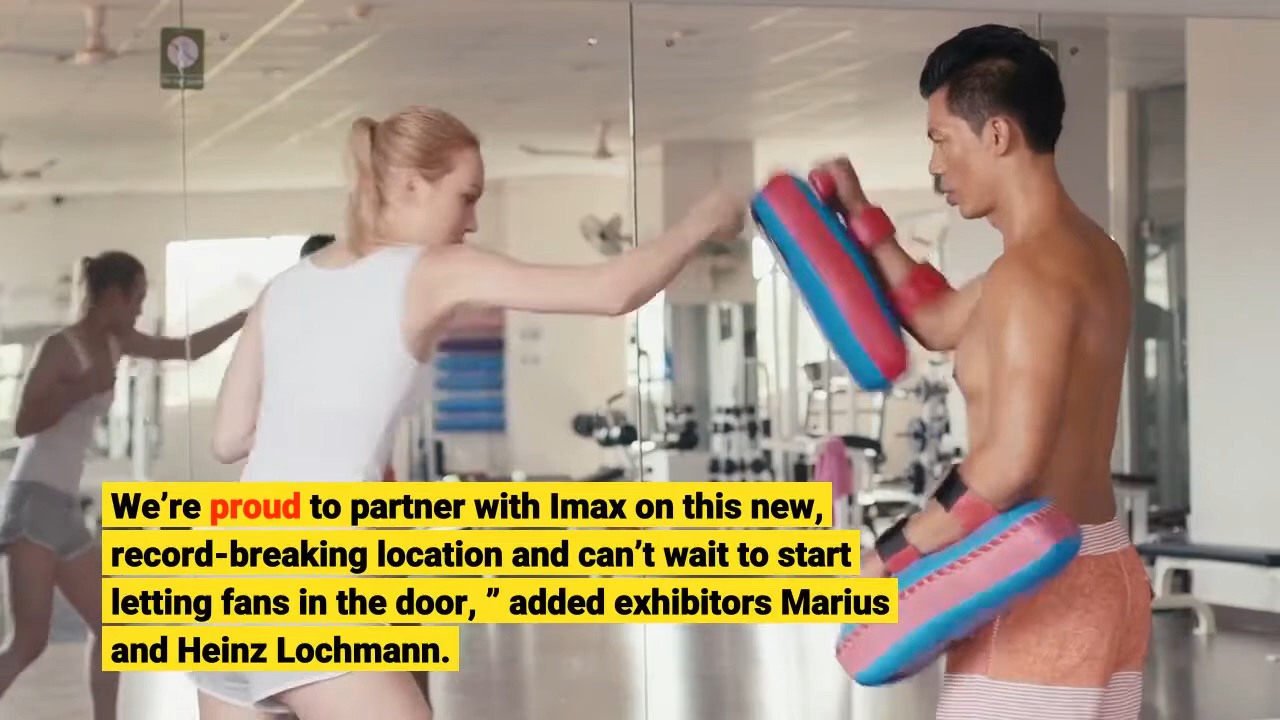 We’re proud to partner with Imax on this new,
record-breaking location and can’t wait to start
letting fans in the door, ” added exhibitors Marius
and Heinz Lochmann.